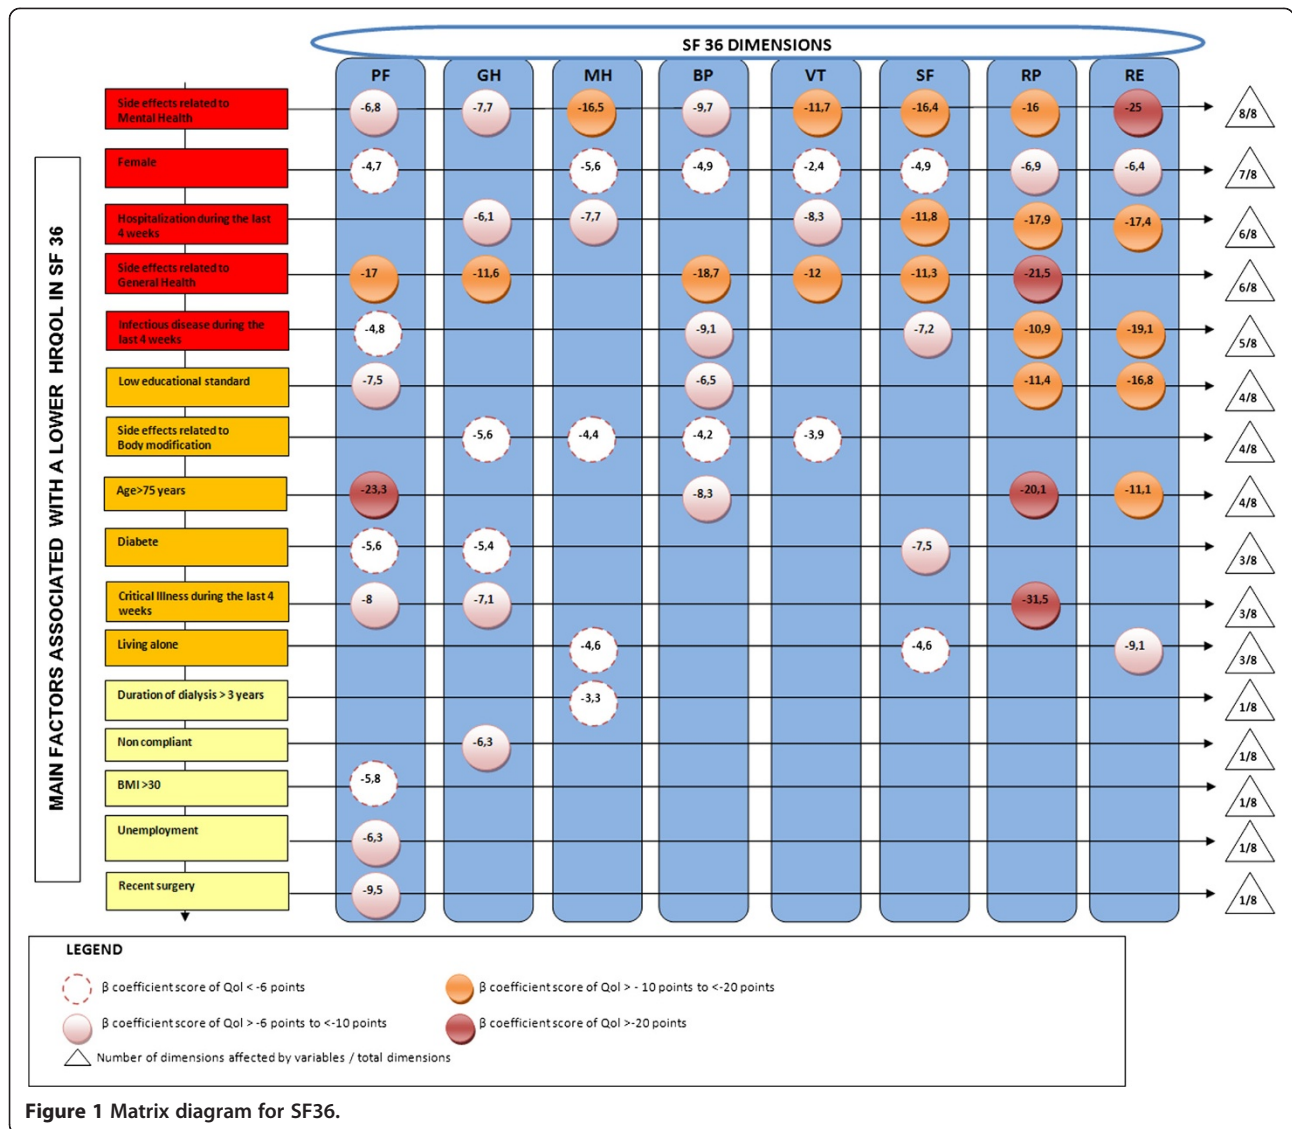 SF 36 DIMENSIONS
PF GH MH BP VT SF RP RE
MAIN FACTORS ASSOCIATED WITH A LOWER HRQOL IN SF 36
Side effects related to
Mental Health
-6,8 -7,7 -16,5 -9,7 -11,7 -16,4 -16 -25 8/8
Female
-4,7 -5,6 -4,9 -2,4 -4,9 -6,9 -6,4 7/8
Hospitalization during the last
4 weeks
-6,1 -7,7 -8,3 -11,8 -17,9 -17,4 6/8
Side effects related to
General Health
-17 -11,6 -18,7 -12 -11,3 -21,5 6/8
Infectious disease during the
last 4 weeks
-4,8 -9,1 -7,2 -10,9 -19,1 5/8
Low educational standard
-7,5 -6,5 -11,4 -16,8 4/8
Side effects related to
Body modification
-5,6 -4,4 -4,2 -3,9 4/8
Age>75 years
-23,3 -8,3 -20,1 -11,1 4/8
Diabete
-5,6 -5,4 -7,5 3/8
Critical Illness during the last 4
weeks
-8 -7,1 -31,5 3/8
Living alone
-4,6 -4,6 -9,1 3/8
Duration of dialysis > 3 years
-3,3 1/8
Non compliant
-6,3 1/8
BMI >30
-5,8 1/8
Unemployment
-6,3 1/8
Recent surgery
-9,5 1/8
LEGEND
β coefficient score of Qol < -6 points
β coefficient score of Qol > - 10 points to <-20 points
β coefficient score of Qol > -6 points to <-10 points
β coefficient score of Qol >-20 points
Number of dimensions affected by variables / total dimensions
Figure 1 Matrix diagram for SF36.